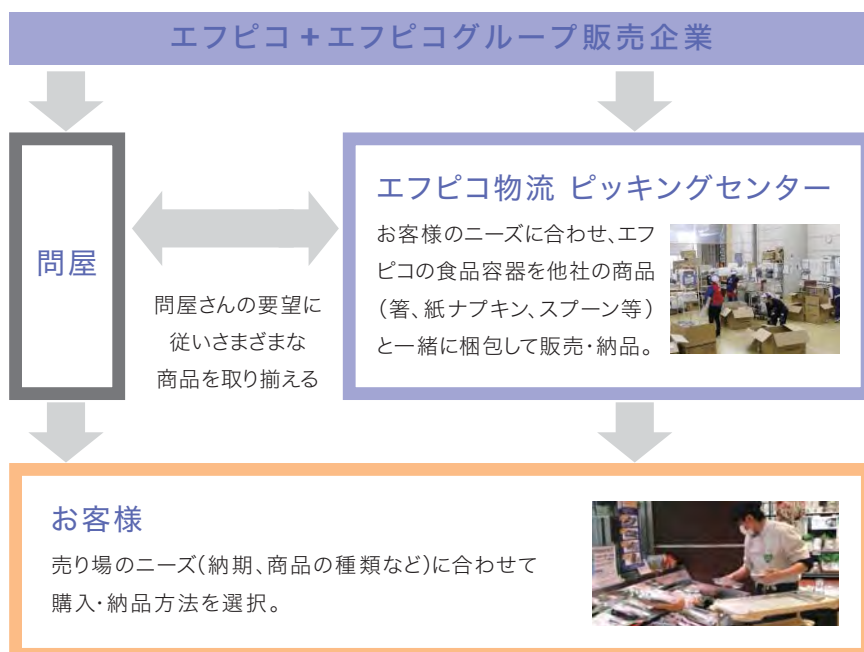 エフピコ+エフピコグループ販売企業
問屋
問屋さんの要望に
従いさまざまな
商品を取り揃える
エフピコ物流 ピッキングセンター
お客様のニーズに合わせ、エフ
ピコの食品容器を他社の商品
(箸、紙ナプキン、スプーン等)
と一緒に梱包して販売・納品。
お客様
売り場のニーズ(納期、商品の種類など)に合わせて
購入・納品方法を選択。